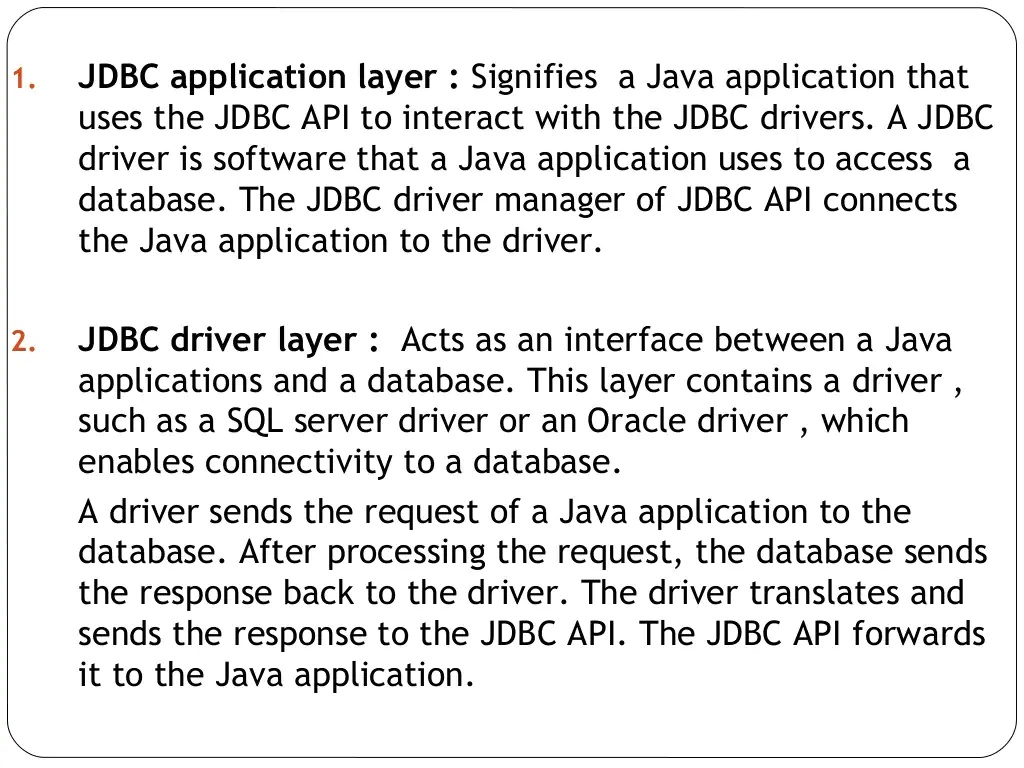 1. JDBC application layer : Signifies  a Java application that
uses the JDBC API to interact with the JDBC drivers. A JDBC
driver is software that a Java application uses to access  a
database. The JDBC driver manager of JDBC API connects
the Java application to the driver.
2. JDBC driver layer :  Acts as an interface between a Java
applications and a database. This layer contains a driver ,
such as a SQL server driver or an Oracle driver , which
enables connectivity to a database.
A driver sends the request of a Java application to the
database. After processing the request, the database sends
the response back to the driver. The driver translates and
sends the response to the JDBC API. The JDBC API forwards
it to the Java application.